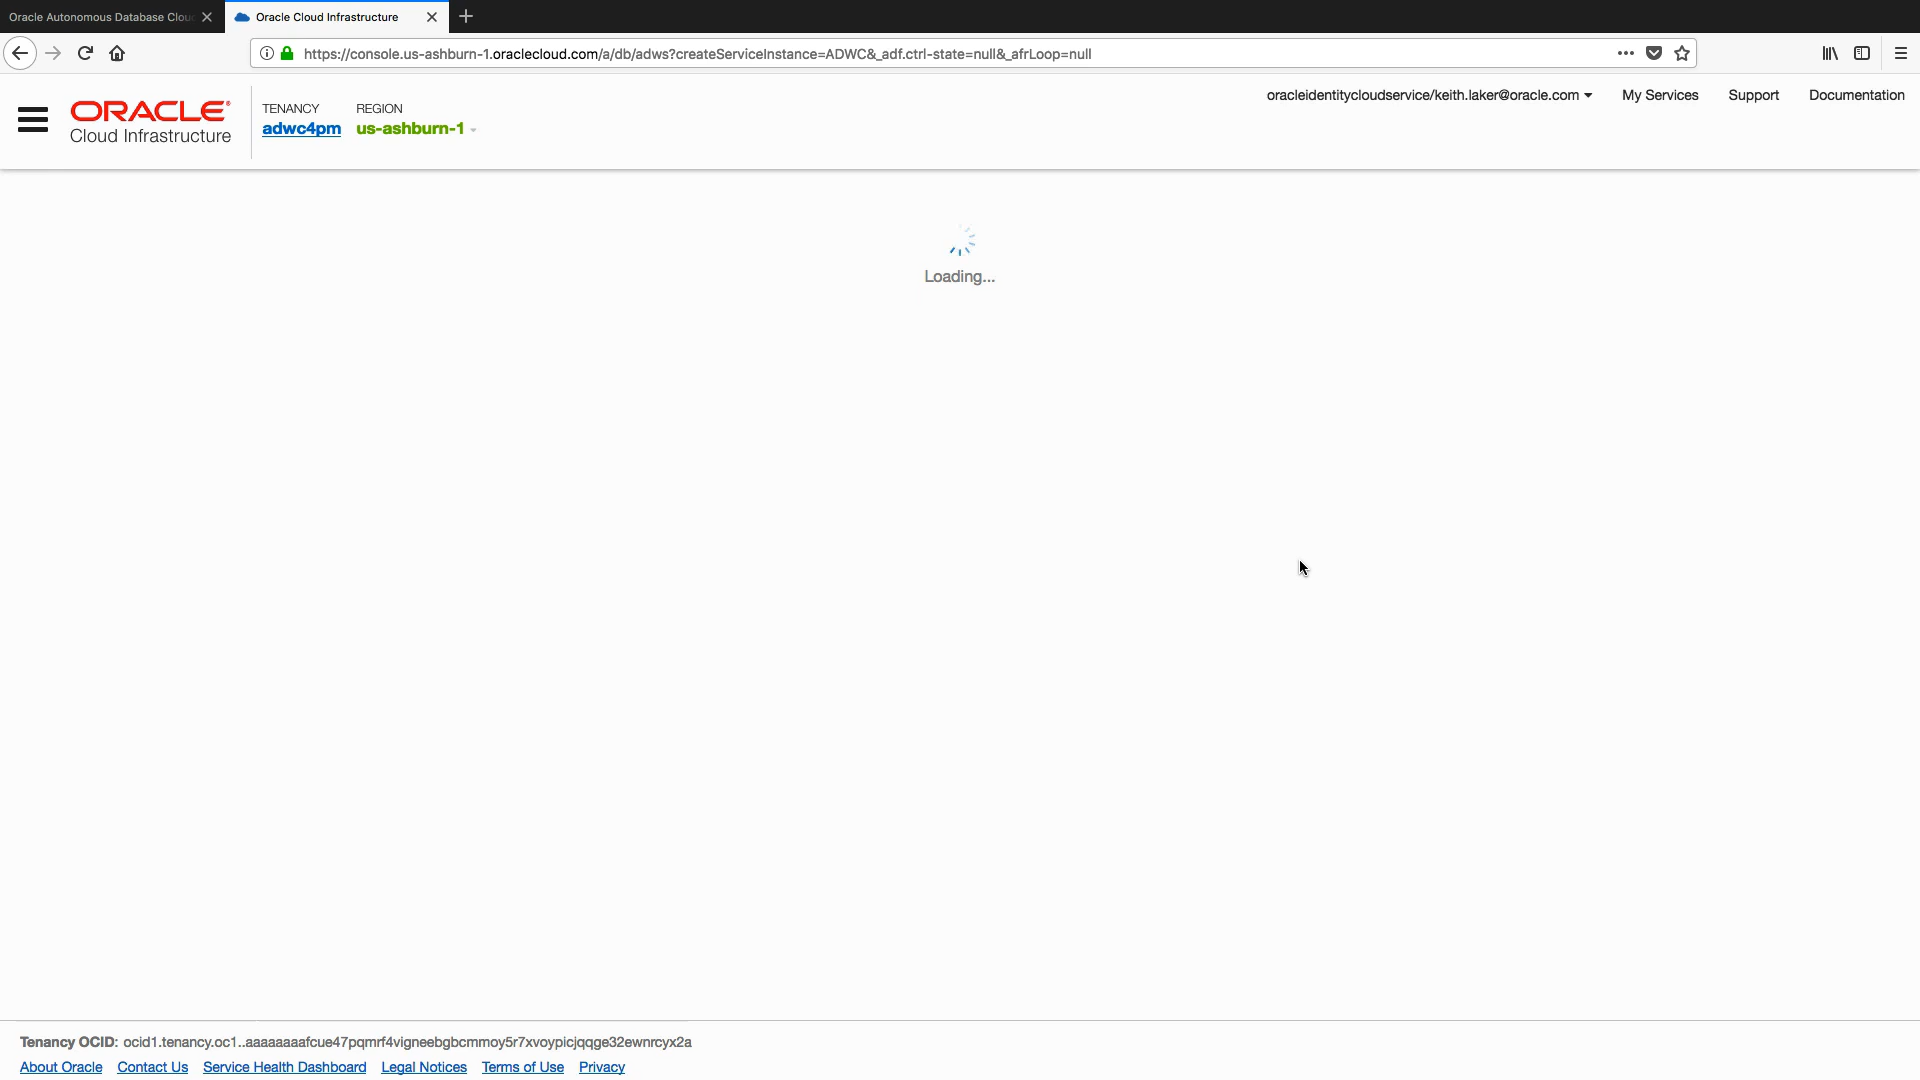 Oracle Autonomous Database Clou
Oracle Cloud Infrastructure
https://console.us-ashburn-1.oraclecloud.com/a/db/adws?createServiceInstance=ADWC&_adf.ctrl-state=null&_afrLoop=null
ORACLE®
Cloud Infrastructure
TENANCY
adwc4pm
REGION
us-ashburn-1
oracleidentitycloudservice/keith.laker@oracle.com
My Services
Support
Documentation
Loading...
Tenancy OCID: ocid1.tenancy.oc1..aaaaaaaafcue47pqmrf4vigneebgbcmmoy5r7xvoypicjqqge32ewnrcyx2a
About Oracle Contact Us Service Health Dashboard Legal Notices Terms of Use Privacy